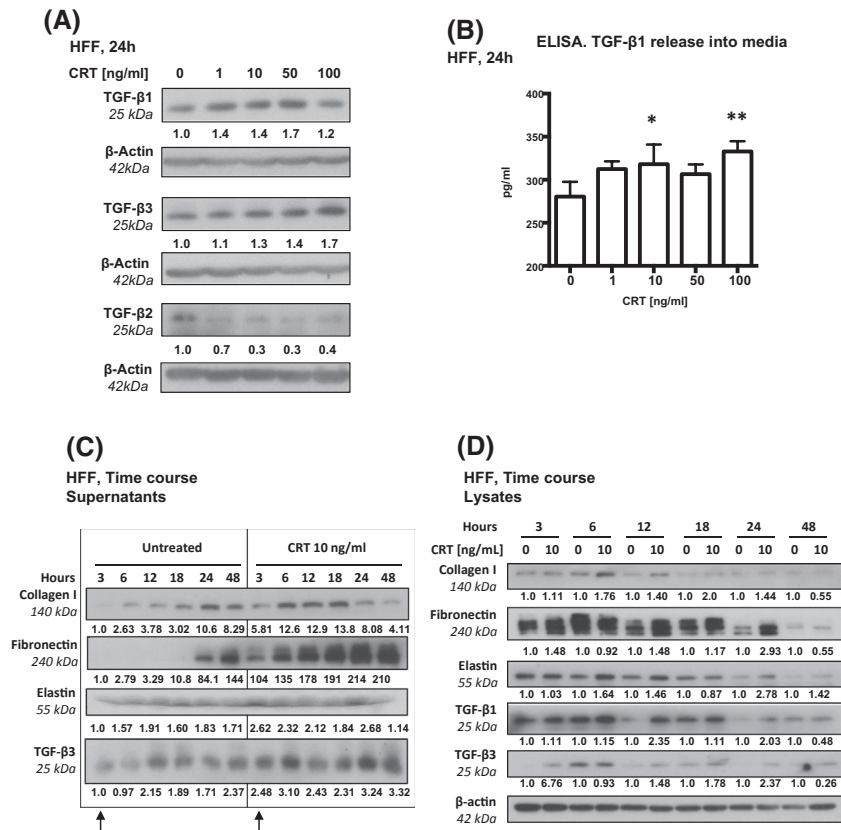 (A)
HFF, 24h
CRT [ng/ml] 0 1 10 50 100
TGF-β1
25 kDa
1.0 1.4 1.4 1.7 1.2
β-Actin
42kDa
TGF-β3
25kDa
1.0 1.1 1.3 1.4 1.7
β-Actin
42kDa
TGF-β2
25kDa
1.0 0.7 0.3 0.3 0.4
β-Actin
42kDa
(B)
ELISA. TGF-β1 release into media
HFF, 24h
400
350
300
250
200
pg/ml
* **
0 1 10 50 100
CRT [ng/ml]
(C)
HFF, Time course
Supernatants
Untreated CRT 10 ng/ml
Hours 3 6 12 18 24 48 3 6 12 18 24 48
Collagen I
140 kDa
1.0 2.63 3.78 3.02 10.6 8.29 5.81 12.6 12.9 13.8 8.08 4.11
Fibronectin
240 kDa
1.0 2.79 3.29 10.8 84.1 144 104 135 178 191 214 210
Elastin
55 kDa
1.0 1.57 1.91 1.60 1.83 1.71 2.62 2.32 2.12 1.84 2.68 1.14
TGF-β3
25 kDa
1.0 0.97 2.15 1.89 1.71 2.37 2.48 3.10 2.43 2.31 3.24 3.32
(D)
HFF, Time course
Lysates
Hours 3 6 12 18 24 48
CRT [ng/mL] 0 10 0 10 0 10 0 10 0 10 0 10
Collagen I
140 kDa
1.0 1.11 1.0 1.76 1.0 1.40 1.0 2.0 1.0 1.44 1.0 0.55
Fibronectin
240 kDa
1.0 1.48 1.0 0.92 1.0 1.48 1.0 1.17 1.0 2.93 1.0 0.55
Elastin
55 kDa
1.0 1.03 1.0 1.64 1.0 1.46 1.0 0.87 1.0 2.78 1.0 1.42
TGF-β1
25 kDa
1.0 1.11 1.0 1.15 1.0 2.35 1.0 1.11 1.0 2.03 1.0 0.48
TGF-β3
25 kDa
1.0 6.76 1.0 0.93 1.0 1.48 1.0 1.78 1.0 2.37 1.0 0.26
β-actin
42 kDa